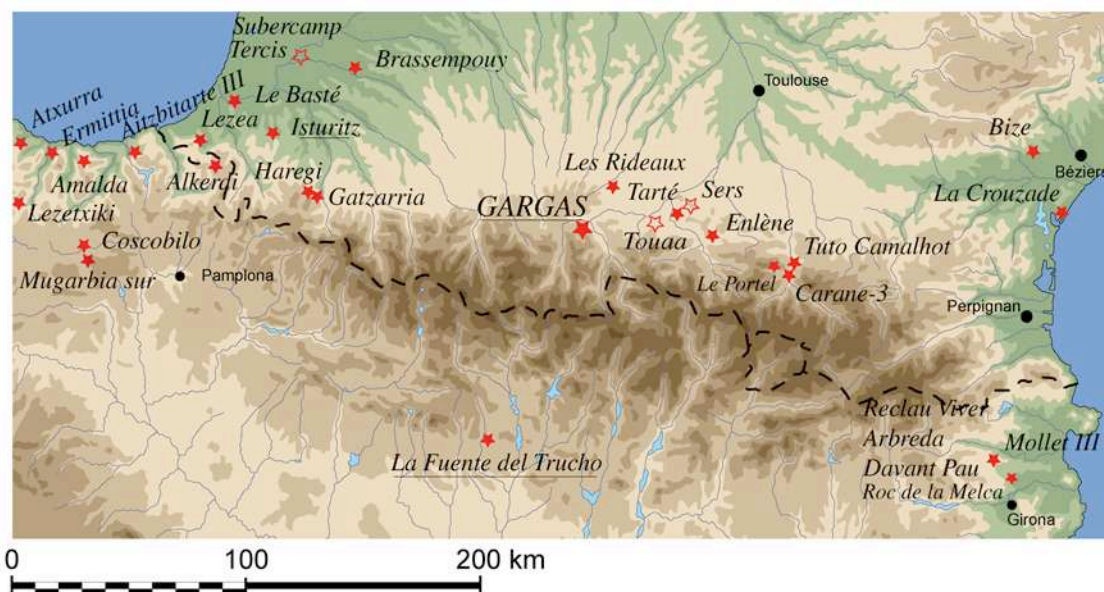 Subercamp
Tercis
Brassempouy
Toulouse
Atxurra
Ermittia
Aitzbitarte III
Le Basté
Lezea
Isturitz
Bize
Béziers
Amalda
Alkerdi
Haregi
Gatzarria
Les Rideaux
Tarté
Sers
La Crouzade
Lezetxiki
GARGAS
Touaa
Enlène
Coscobilo
Tuto Camalhot
Mugarbia sur
Pamplona
Le Portel
Carane-3
Perpignan
Reclau Viver
Arbreda
Mollet III
La Fuente del Trucho
Davant Pau
Roc de la Melca
Girona
0 100 200 km